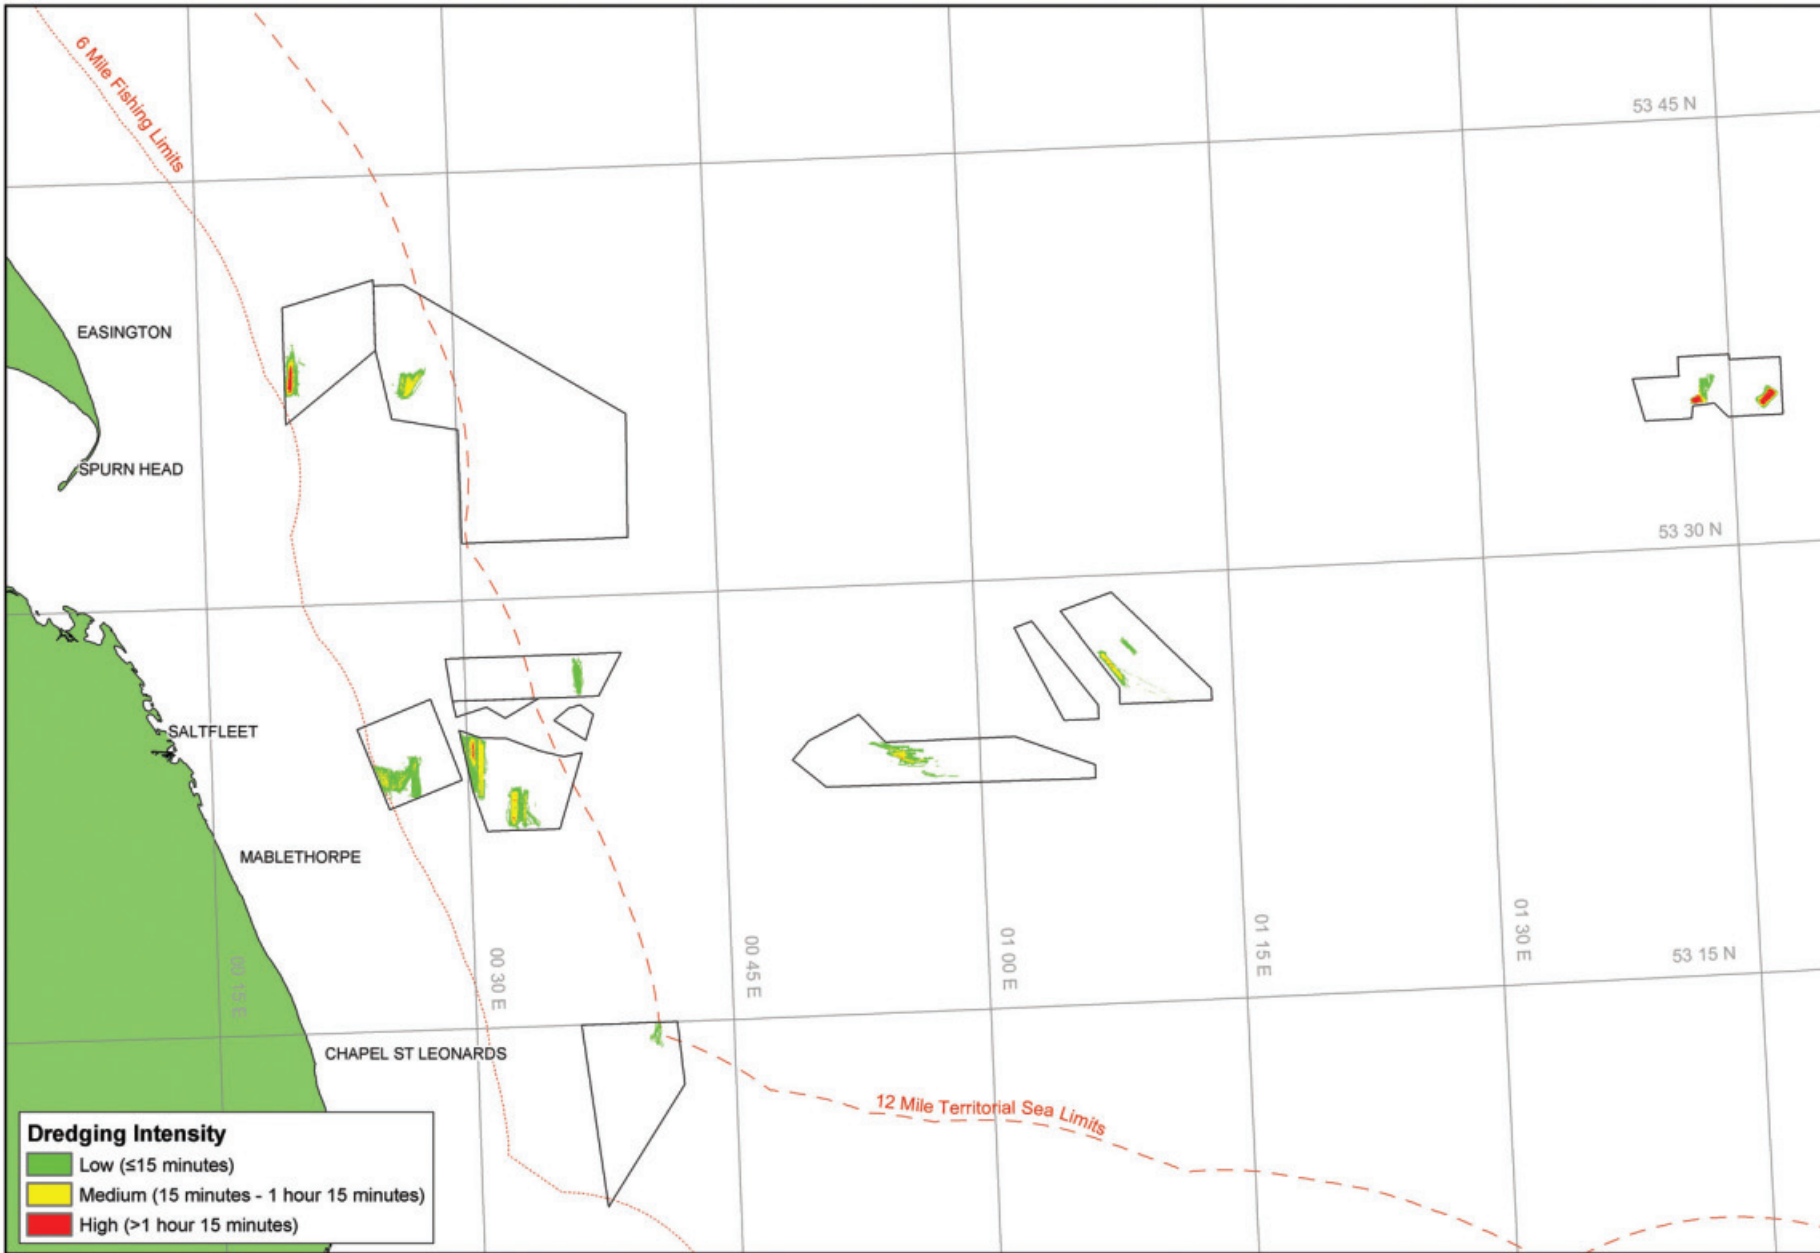 6 Mile Fishing Limits
53 45 N
EASINGTON
SPURN HEAD
53 30 N
SALTFLEET
MABLETHORPE
00 15 E
00 30 E
00 45 E
01 00 E
01 15 E
01 30 E
53 15 N
CHAPEL ST LEONARDS
12 Mile Territorial Sea Limits
Dredging Intensity
Low (≤15 minutes)
Medium (15 minutes - 1 hour 15 minutes)
High (>1 hour 15 minutes)